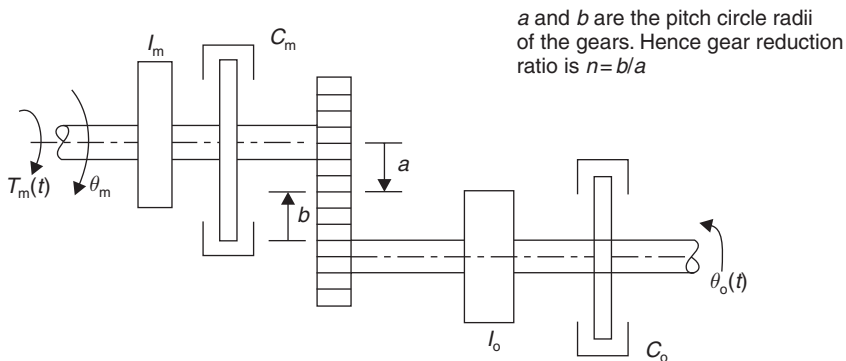 a and b are the pitch circle radii
of the gears. Hence gear reduction
ratio is n = b/a
I_m
C_m
a
T_m(t)
θ_m
b
θ_o(t)
I_o
C_o